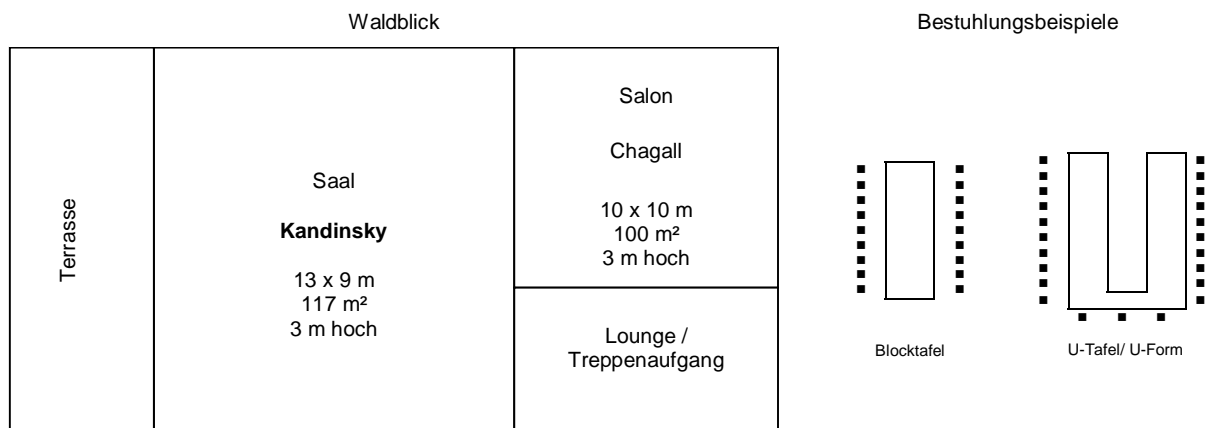 Waldblick
Bestuhlungsbeispiele
Terrasse
Saal
Kandinsky
13 x 9 m
117 m²
3 m hoch
Salon
Chagall
10 x 10 m
100 m²
3 m hoch
Lounge /
Treppenaufgang
Blocktafel
U-Tafel/ U-Form